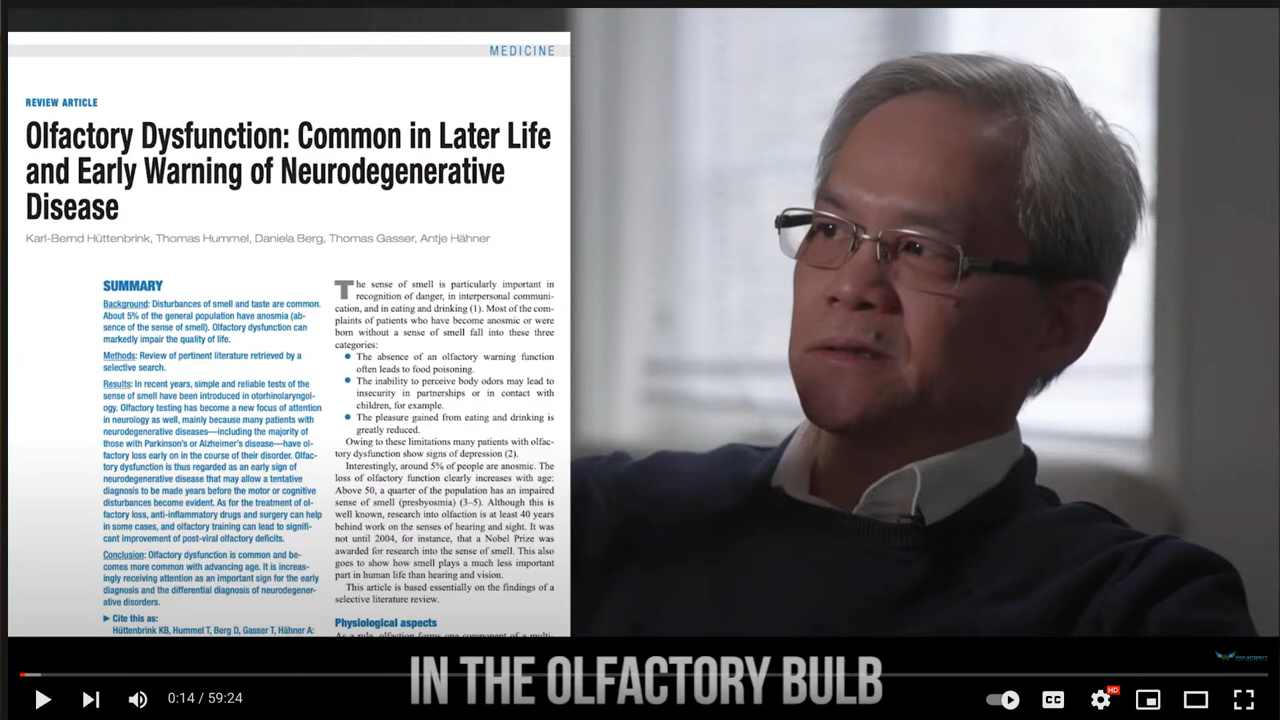 MEDICINE
REVIEW ARTICLE
Olfactory Dysfunction: Common in Later Life
and Early Warning of Neurodegenerative
Disease
Karl-Bernd Hüttenbrink, Thomas Hummel, Daniela Berg, Thomas Gasser, Antje Hähner
SUMMARY
Background: Disturbances of smell and taste are common.
About 5% of the general population have anosmia (ab-
sence of the sense of smell). Olfactory dysfunction can
markedly impair the quality of life.
Methods: Review of pertinent literature retrieved by a
selective search.
Results: In recent years, simple and reliable tests of the
sense of smell have been introduced in otorhinolaryngol-
ogy. Olfactory testing has become a new focus of attention
in neurology as well, mainly because many patients with
neurodegenerative diseases—including the majority of
those with Parkinson's or Alzheimer's disease—have ol-
factory loss early on in the course of their disorder. Olfac-
tory dysfunction is thus regarded as an early sign of
neurodegenerative disease that may allow a tentative
diagnosis to be made years before the motor or cognitive
disturbances become evident. As for the treatment of ol-
factory loss, anti-inflammatory drugs and surgery can help
in some cases, and olfactory training can lead to signifi-
cant improvement of post-viral olfactory deficits.
Conclusion: Olfactory dysfunction is common and be-
comes more common with advancing age. It is increas-
ingly receiving attention as an important sign for the early
diagnosis and the differential diagnosis of neurodegener-
ative disorders.
► Cite this as:
Hüttenbrink KB, Hummel T, Berg D, Gasser T, Hähner A:
The sense of smell is particularly important in
recognition of danger, in interpersonal communi-
cation, and in eating and drinking (1). Most of the com-
plaints of patients who have become anosmic or were
born without a sense of smell fall into these three
categories:
● The absence of an olfactory warning function
often leads to food poisoning.
● The inability to perceive body odors may lead to
insecurity in partnerships or in contact with
children, for example.
● The pleasure gained from eating and drinking is
greatly reduced.
Owing to these limitations many patients with olfac-
tory dysfunction show signs of depression (2).
Interestingly, around 5% of people are anosmic. The
loss of olfactory function clearly increases with age:
Above 50, a quarter of the population has an impaired
sense of smell (presbyosmia) (3–5). Although this is
well known, research into olfaction is at least 40 years
behind work on the senses of hearing and sight. It was
not until 2004, for instance, that a Nobel Prize was
awarded for research into the sense of smell. This also
goes to show how smell plays a much less important
part in human life than hearing and vision.
This article is based essentially on the findings of a
selective literature review.
Physiological aspects
As a rule, olfaction forms one component of a multi-
IN THE OLFACTORY BULB
0:14 / 59:24
CC
HD